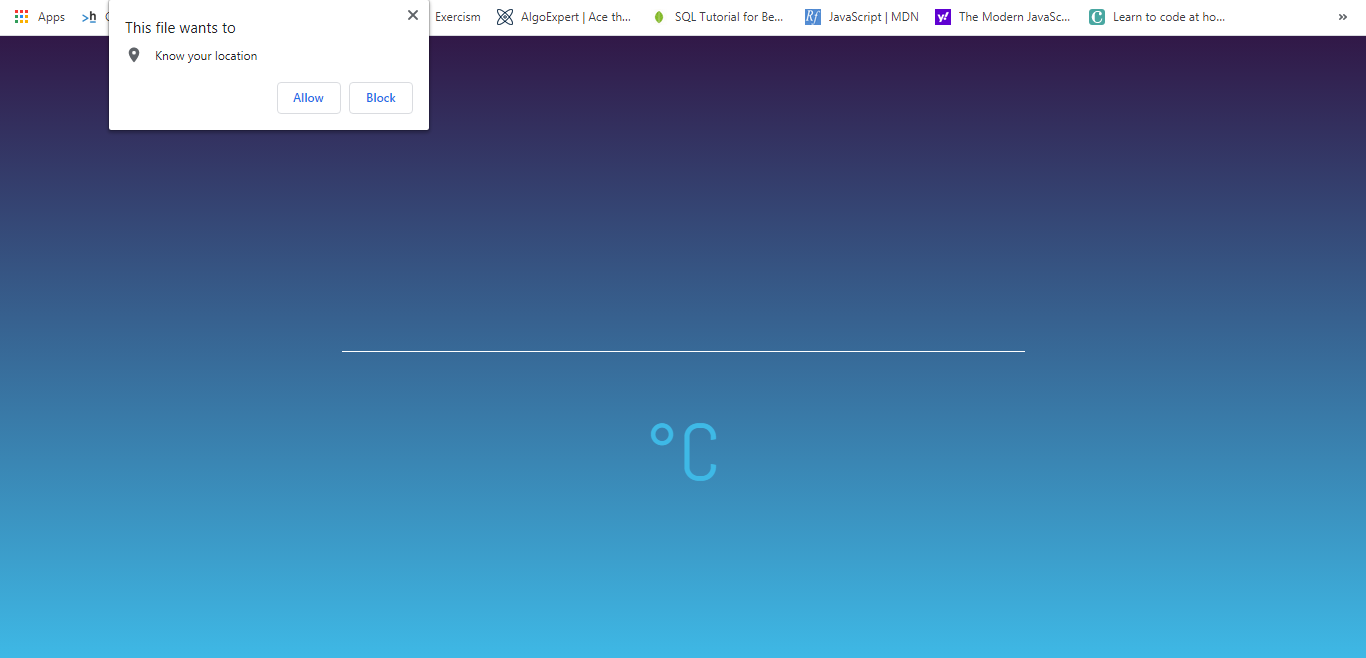 Apps
>h
Exercism
AlgoExpert | Ace th...
SQL Tutorial for Be...
Rf JavaScript | MDN
y! The Modern JavaSc...
C Learn to code at ho...
»
This file wants to
Know your location
Allow
Block
°C